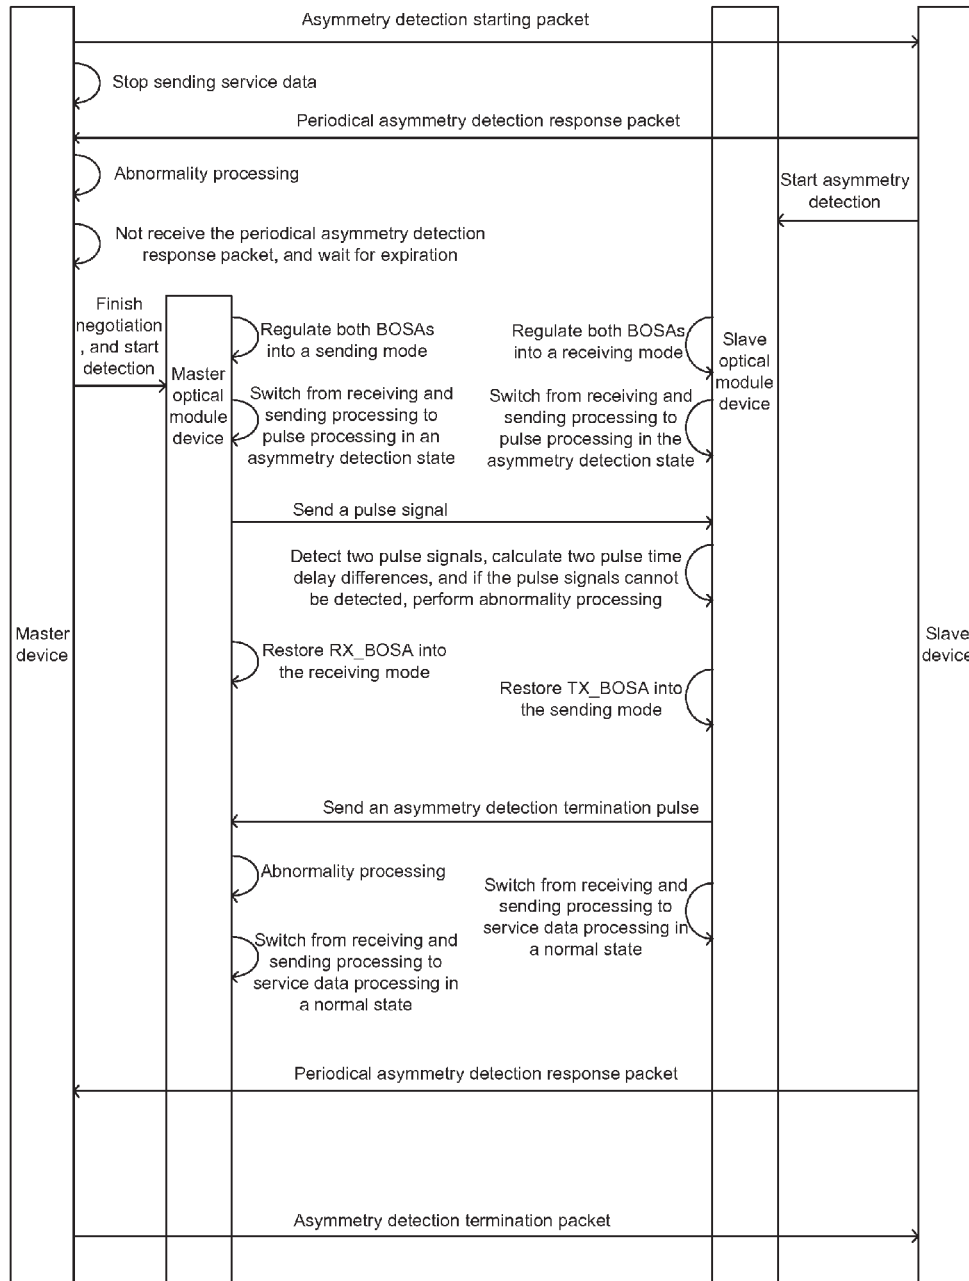 Asymmetry detection starting packet
Stop sending service data
Periodical asymmetry detection response packet
Abnormality processing
Start asymmetry
detection
Not receive the periodical asymmetry detection
response packet, and wait for expiration
Finish
negotiation
, and start
detection
Master
optical
module
device
Regulate both BOSAs
into a sending mode
Regulate both BOSAs
into a receiving mode
Slave
optical
module
device
Switch from receiving and
sending processing to
pulse processing in an
asymmetry detection state
Switch from receiving and
sending processing to
pulse processing in the
asymmetry detection state
Send a pulse signal
Detect two pulse signals, calculate two pulse time
delay differences, and if the pulse signals cannot
be detected, perform abnormality processing
Master
device
Restore RX_BOSA into
the receiving mode
Slave
device
Restore TX_BOSA into
the sending mode
Send an asymmetry detection termination pulse
Abnormality processing
Switch from receiving and
sending processing to
service data processing in
a normal state
Switch from receiving and
sending processing to
service data processing in
a normal state
Periodical asymmetry detection response packet
Asymmetry detection termination packet